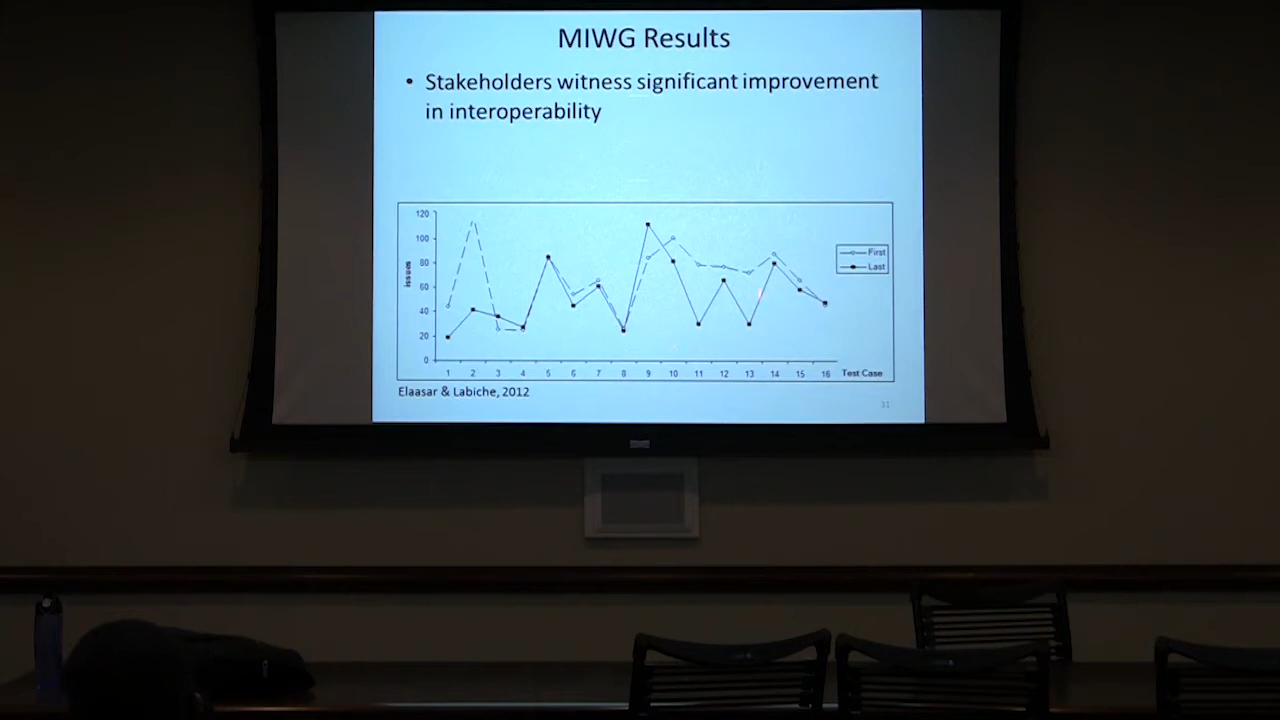 MIWG Results
• Stakeholders witness significant improvement
in interoperability
120
100
80
60
40
20
0
issues
1 2 3 4 5 6 7 8 9 10 11 12 13 14 15 16 Test Case
First
Last
Elaasar & Labiche, 2012
31